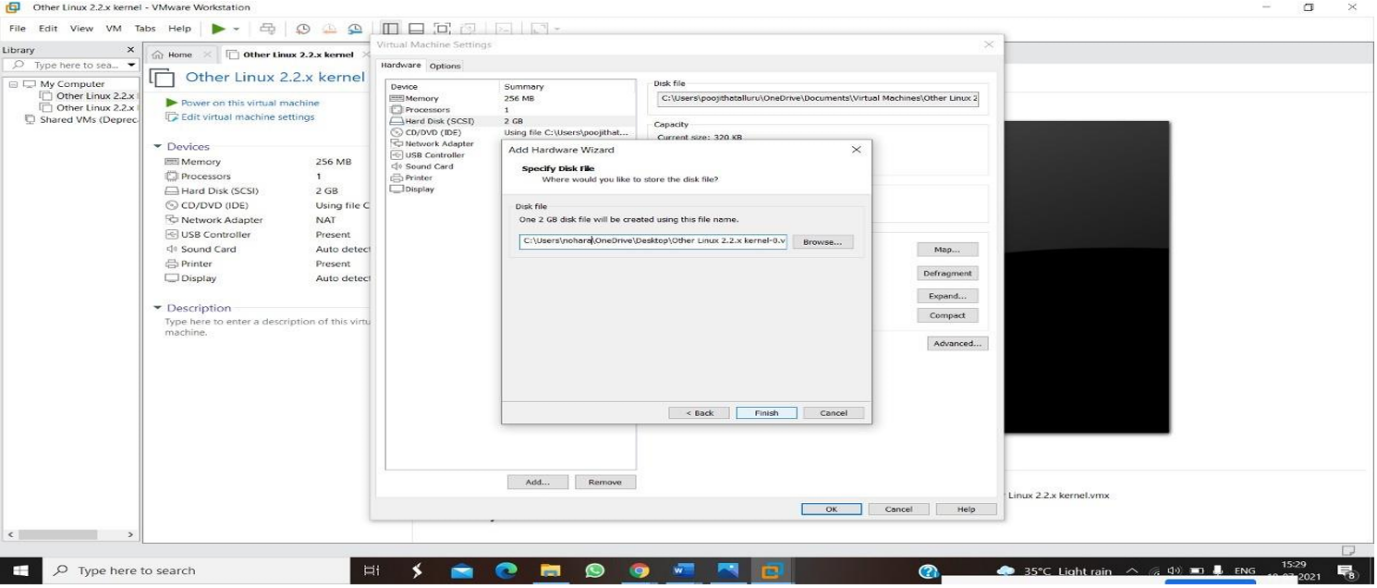 Other Linux 2.2.x kernel - VMware Workstation
File Edit View VM Tabs Help
Library
Type here to sea...
My Computer
Other Linux 2.2.x
Other Linux 2.2.x
Shared VMs (Deprec
Home
Other Linux 2.2.x kernel
Other Linux 2.2.x kernel
Power on this virtual machine
Edit virtual machine settings
Devices
Memory 256 MB
Processors 1
Hard Disk (SCSI) 2 GB
CD/DVD (IDE) Using file C
Network Adapter NAT
USB Controller Present
Sound Card Auto detect
Printer Present
Display Auto detect
Description
Type here to enter a description of this virtu
machine.
Virtual Machine Settings
Hardware Options
Device Summary
Memory 256 MB
Processors 1
Hard Disk (SCSI) 2 GB
CD/DVD (IDE) Using file C:\Users\poojithat...
Network Adapter
USB Controller
Sound Card
Printer
Display
Add... Remove
Disk file
C:\Users\poojithatalluru\OneDrive\Documents\Virtual Machines\Other Linux 2
Capacity
Current size: 320 KB
Map...
Defragment
Expand...
Compact
Advanced...
OK Cancel Help
Add Hardware Wizard
Specify Disk File
Where would you like to store the disk file?
Disk file
One 2 GB disk file will be created using this file name.
C:\Users\nohara\OneDrive\Desktop\Other Linux 2.2.x kernel-0.v
Browse...
< Back Finish Cancel
Linux 2.2.x kernel.vmx
Type here to search
35°C Light rain
ENG
15:29